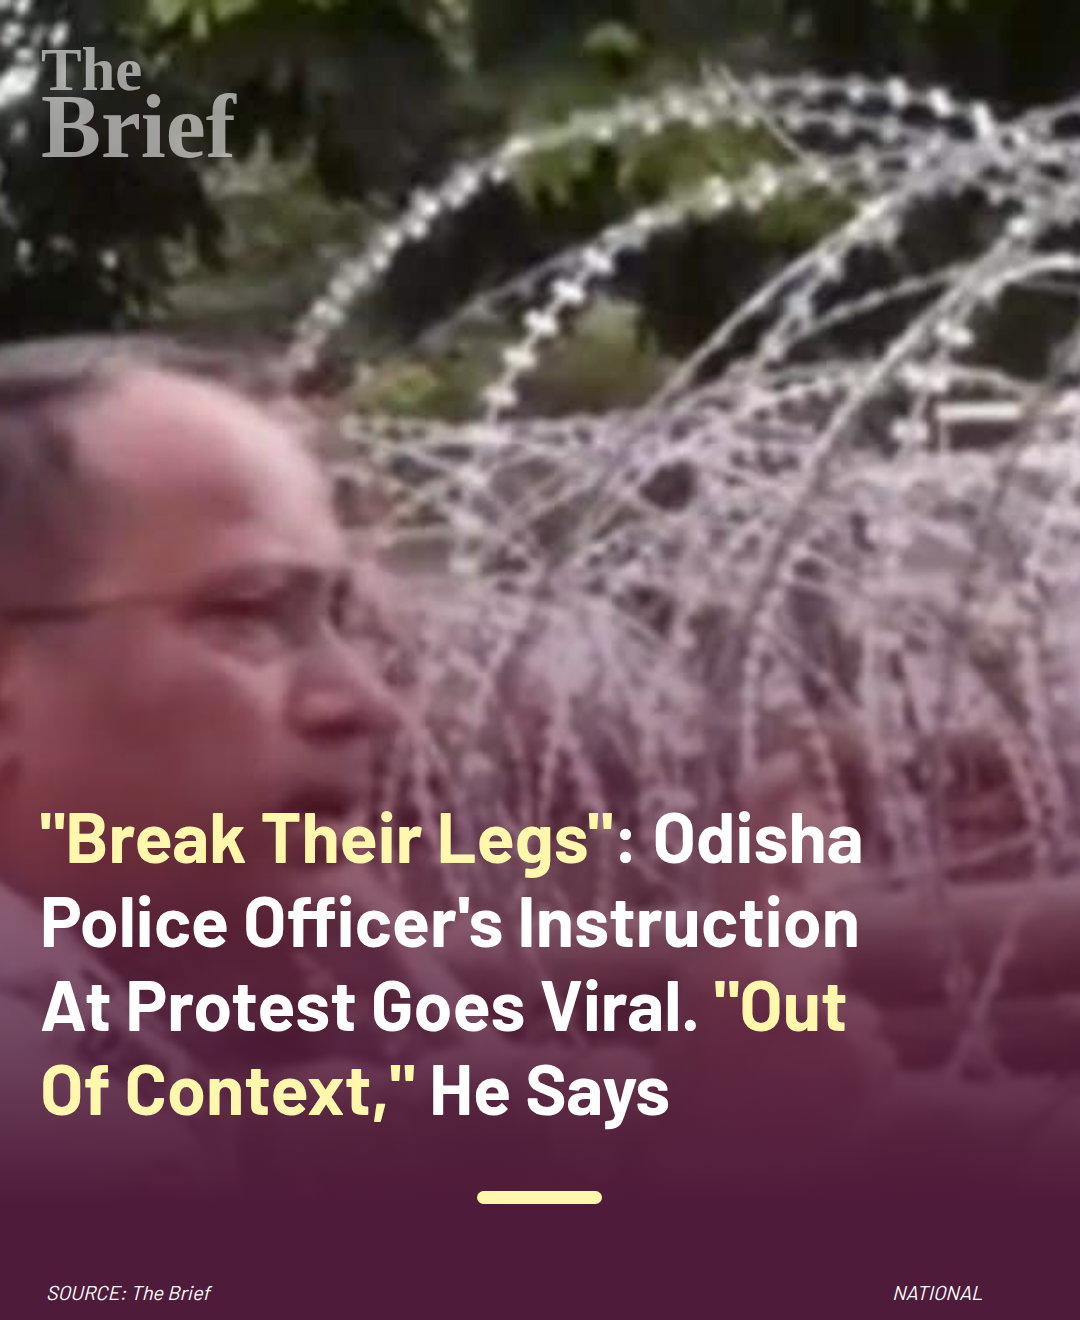 The
Brief
"Break Their Legs": Odisha
Police Officer's Instruction
At Protest Goes Viral. "Out
Of Context," He Says
SOURCE: The Brief
NATIONAL